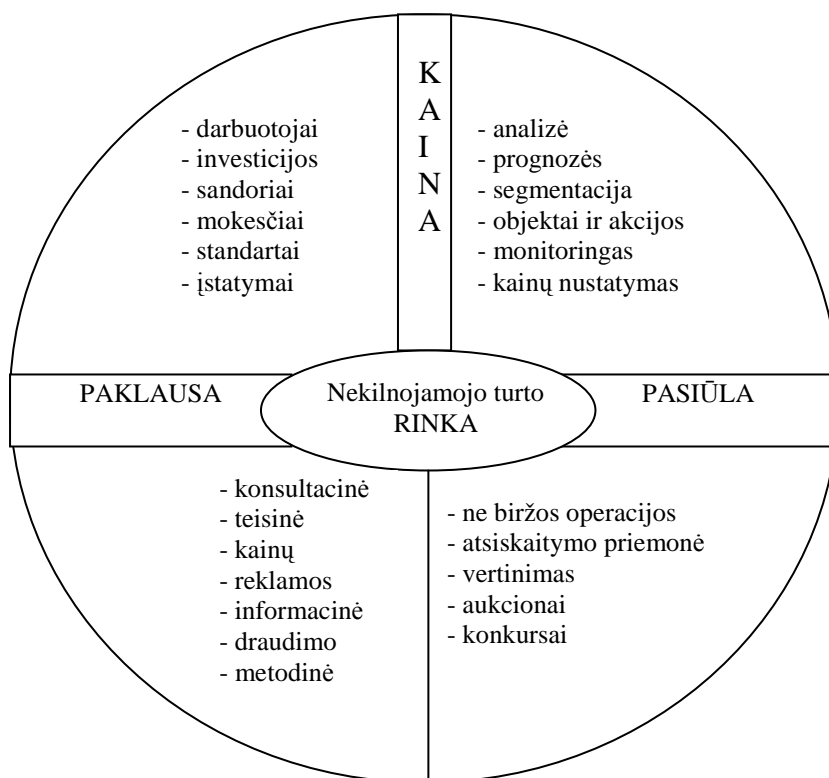 KAINA
- darbuotojai
- investicijos
- sandoriai
- mokesčiai
- standartai
- įstatymai
- analizė
- prognozės
- segmentacija
- objektai ir akcijos
- monitoringas
- kainų nustatymas
PAKLAUSA
Nekilnojamojo turto
RINKA
PASIŪLA
- konsultacinė
- teisinė
- kainų
- reklamos
- informacinė
- draudimo
- metodinė
- ne biržos operacijos
- atsiskaitymo priemonė
- vertinimas
- aukcionai
- konkursai